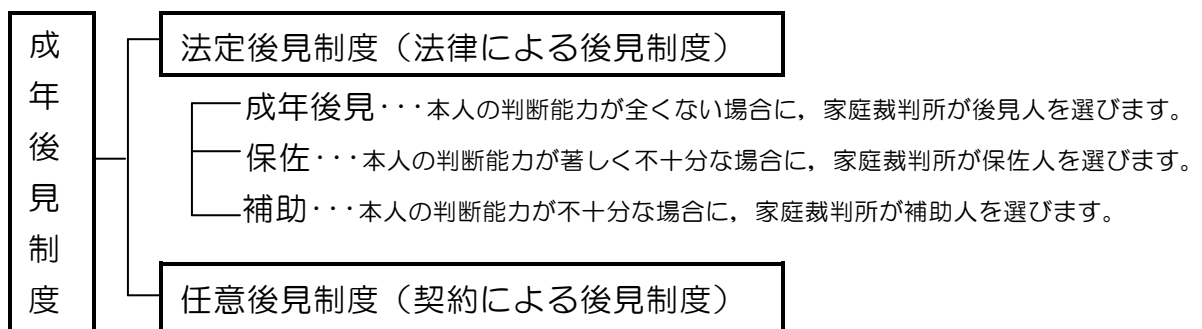 成年後見制度
法定後見制度（法律による後見制度）
成年後見･･･本人の判断能力が全くない場合に，家庭裁判所が後見人を選びます。
保佐･･･本人の判断能力が著しく不十分な場合に，家庭裁判所が保佐人を選びます。
補助･･･本人の判断能力が不十分な場合に，家庭裁判所が補助人を選びます。
任意後見制度（契約による後見制度）